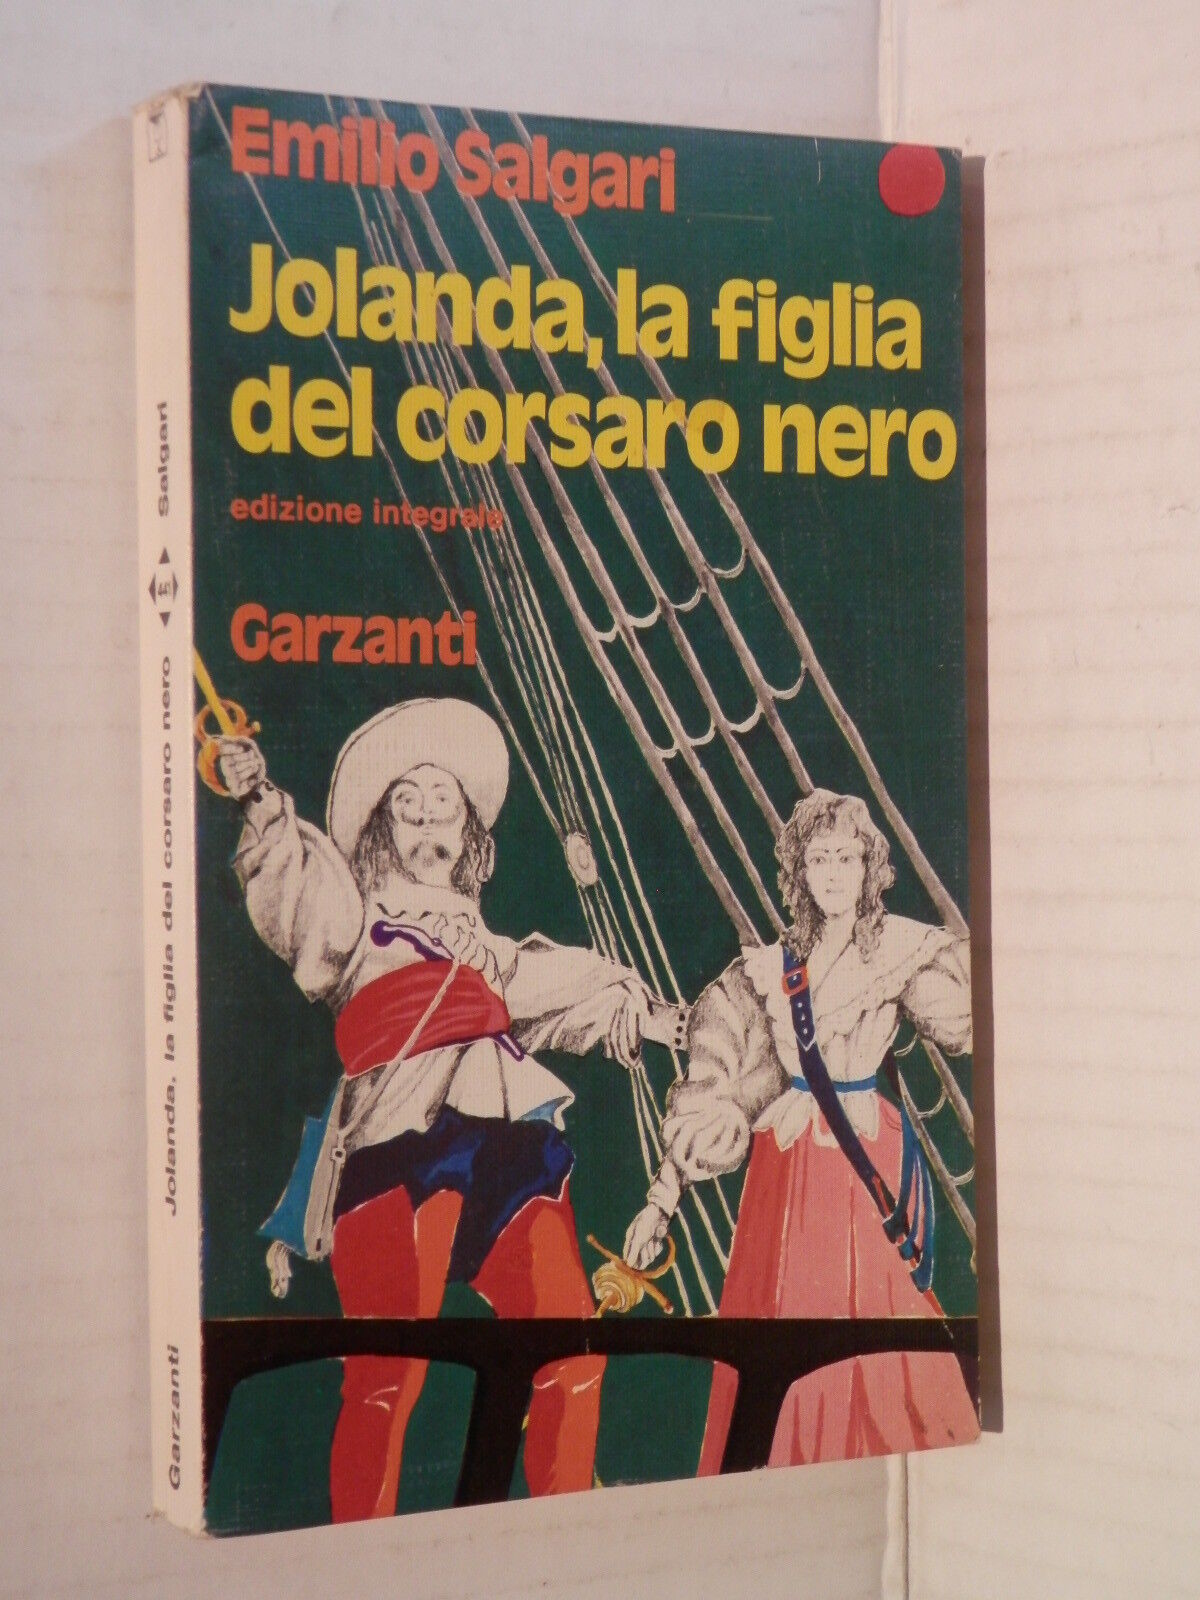 Emilio Salgari
Jolanda, la figlia
del corsaro nero
edizione integrale
Garzanti
Garzanti Jolanda, la figlia del corsaro nero Salgari